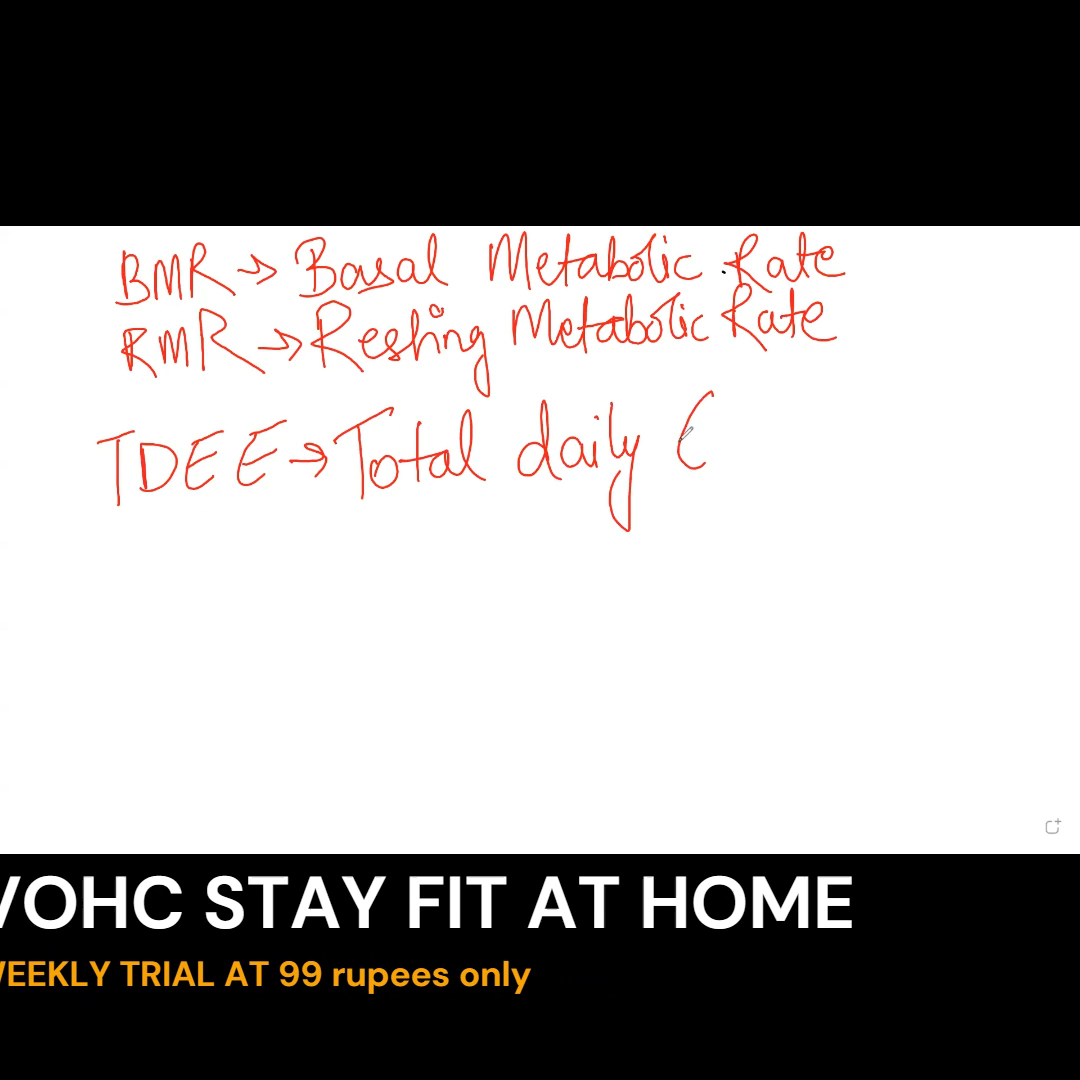 BMR → Basal Metabolic Rate
RMR → Resting Metabolic Rate
TDEE → Total daily (
VOHC STAY FIT AT HOME
WEEKLY TRIAL AT 99 rupees only